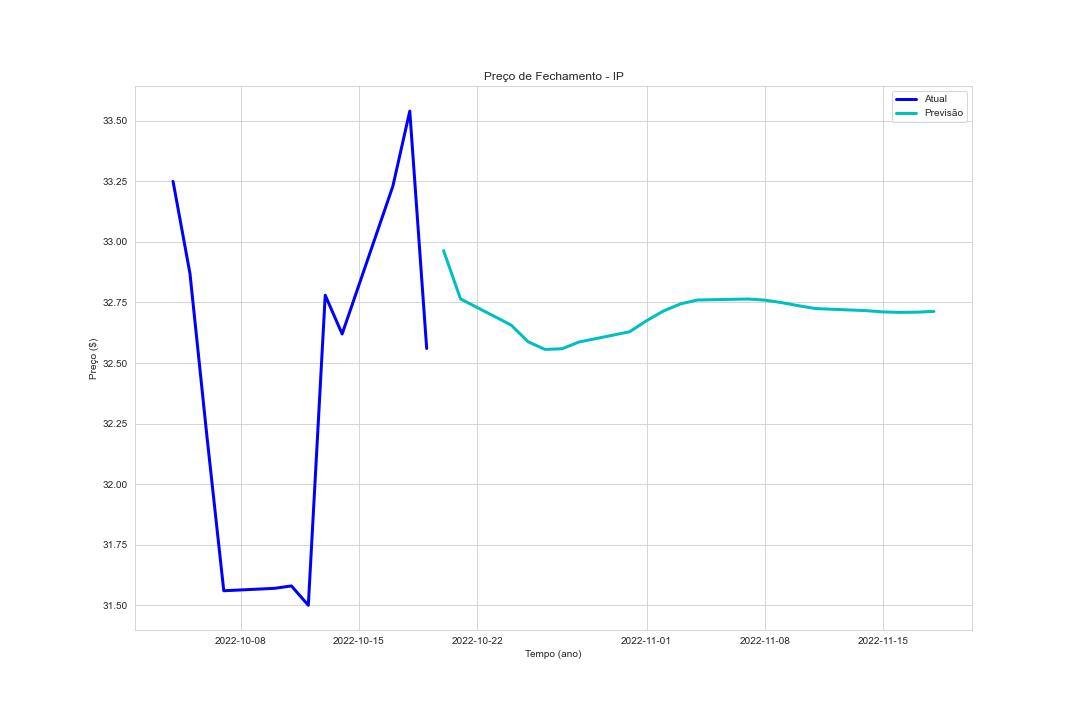 Preço de Fechamento - IP
Atual
Previsão
33.50
33.25
33.00
32.75
32.50
32.25
32.00
31.75
31.50
Preço ($)
2022-10-08 2022-10-15 2022-10-22 2022-11-01 2022-11-08 2022-11-15
Tempo (ano)